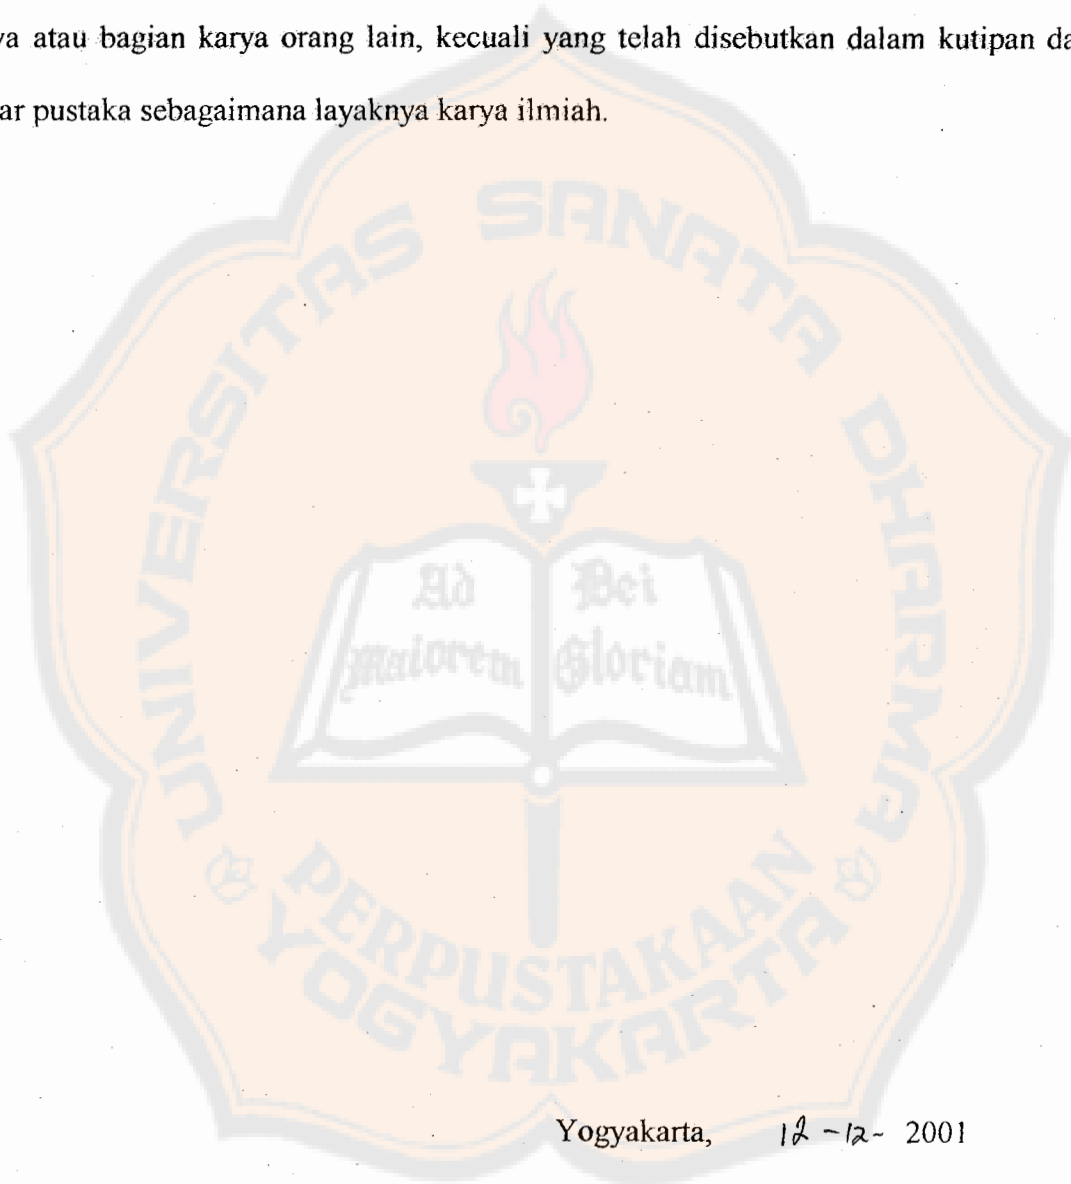 ya atau bagian karya orang lain, kecuali yang telah disebutkan dalam kutipan da
ar pustaka sebagaimana layaknya karya ilmiah.
UNIVERSITAS SANATA DHARMA
Ad Dei
Maiorem Gloriam
PERPUSTAKAAN
YOGYAKARTA
Yogyakarta, 12 -12- 2001